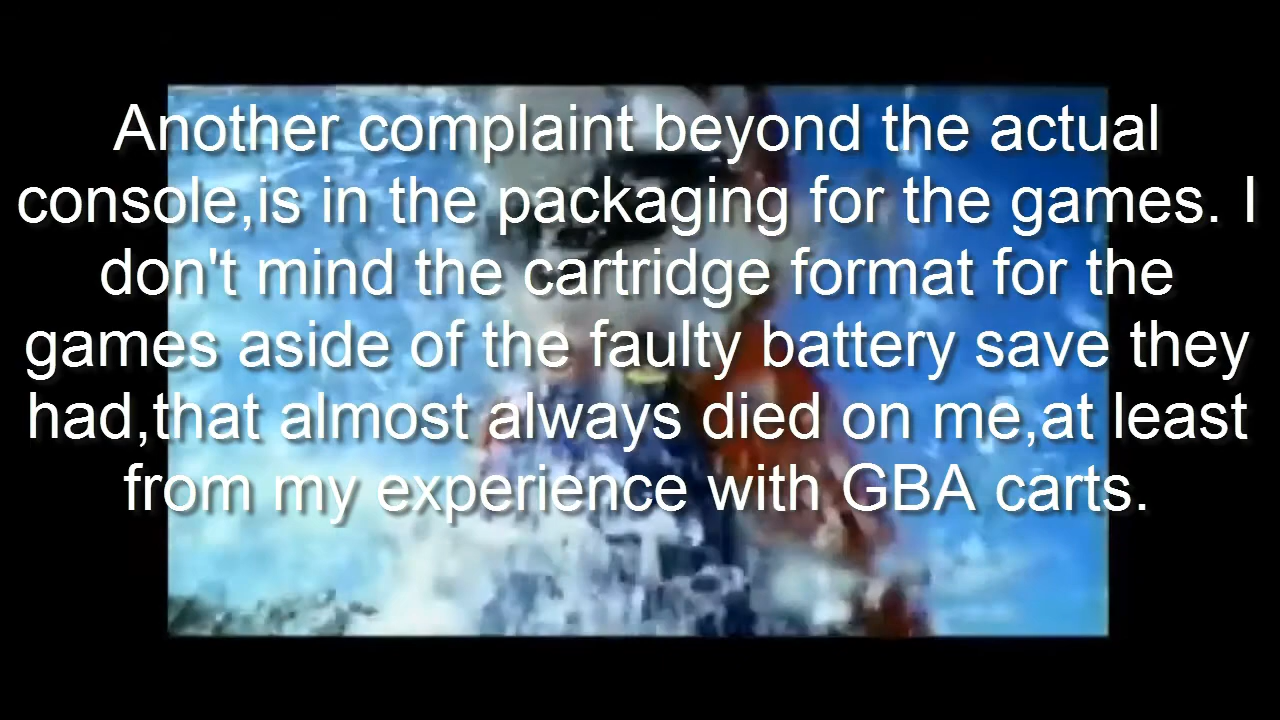 Another complaint beyond the actual
console,is in the packaging for the games. I
don't mind the cartridge format for the
games aside of the faulty battery save they
had,that almost always died on me,at least
from my experience with GBA carts.